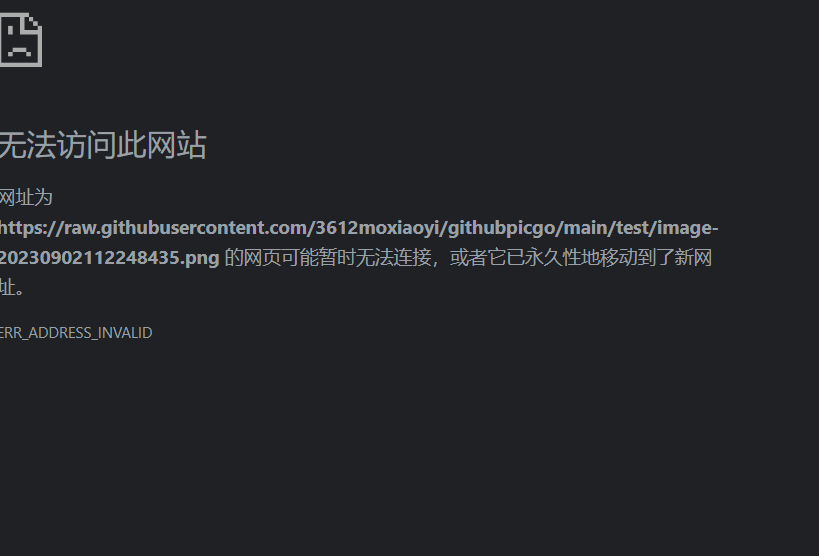 无法访问此网站
网址为
https://raw.githubusercontent.com/3612moxiaoyi/githubpicgo/main/test/image-
20230902112248435.png 的网页可能暂时无法连接，或者它已永久性地移动到了新网
址。
ERR_ADDRESS_INVALID